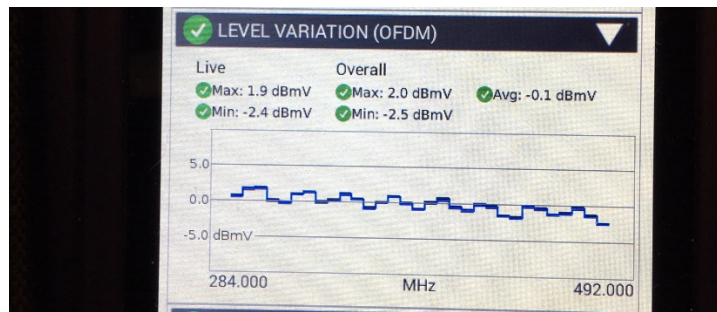 LEVEL VARIATION (OFDM)
Live Overall
Max: 1.9 dBmV Max: 2.0 dBmV Avg: -0.1 dBmV
Min: -2.4 dBmV Min: -2.5 dBmV
5.0
0.0
-5.0 dBmV
284.000 MHz 492.000